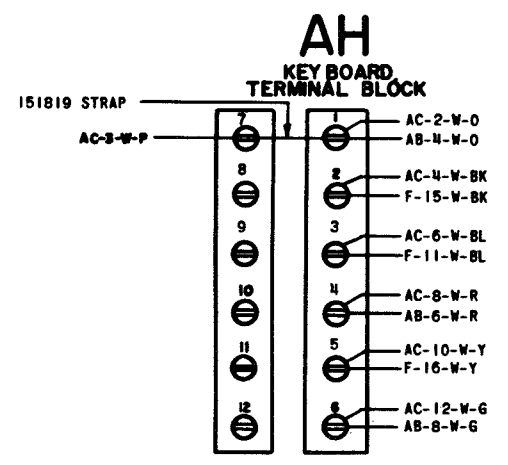 AH
KEY BOARD
TERMINAL BLOCK
151819 STRAP
7
1
AC-2-W-O
AC-3-W-P
AB-4-W-O
8
2
AC-4-W-BK
F-15-W-BK
9
3
AC-6-W-BL
F-11-W-BL
10
4
AC-8-W-R
AB-6-W-R
11
5
AC-10-W-Y
F-16-W-Y
12
6
AC-12-W-G
AB-8-W-G